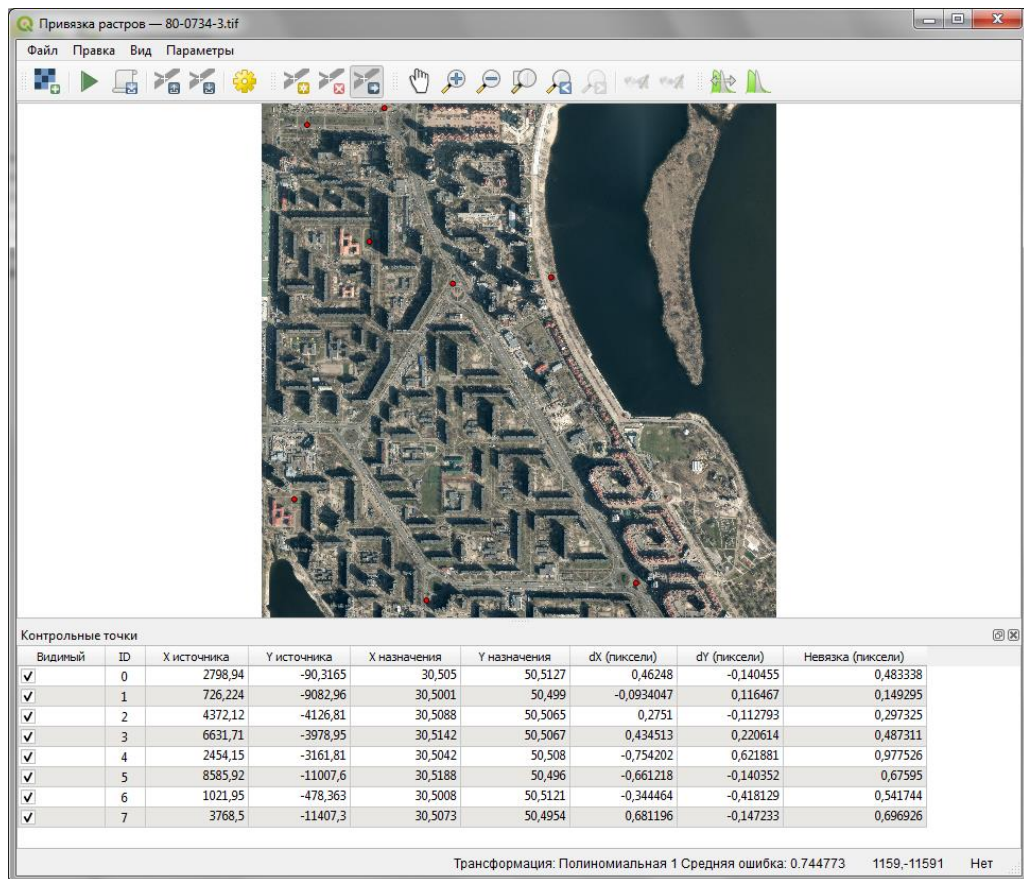 Привязка растров — 80-0734-3.tif
Файл Правка Вид Параметры
Контрольные точки
Видимый ID X источника Y источника X назначения Y назначения dX (пиксели) dY (пиксели) Невязка (пиксели)
0 2798,94 -90,3165 30,505 50,5127 0,46248 -0,140455 0,483338
1 726,224 -9082,96 30,5001 50,499 -0,0934047 0,116467 0,149295
2 4372,12 -4126,81 30,5088 50,5065 0,2751 -0,112793 0,297325
3 6631,71 -3978,95 30,5142 50,5067 0,434513 0,220614 0,487311
4 2454,15 -3161,81 30,5042 50,508 -0,754202 0,621881 0,977526
5 8585,92 -11007,6 30,5188 50,496 -0,661218 -0,140352 0,67595
6 1021,95 -478,363 30,5008 50,5121 -0,344464 -0,418129 0,541744
7 3768,5 -11407,3 30,5073 50,4954 0,681196 -0,147233 0,696926
Трансформация: Полиномиальная 1 Средняя ошибка: 0.744773 1159,-11591 Нет